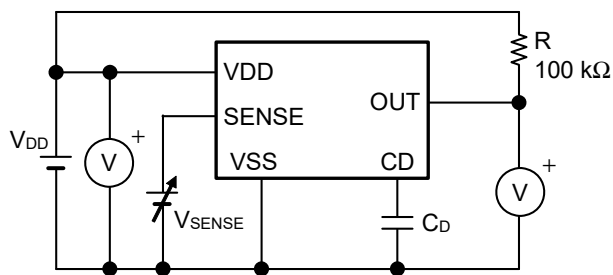 R
100 kΩ
VDD
OUT
SENSE
VDD
+
V
VSS
CD
+
V
VSENSE
CD